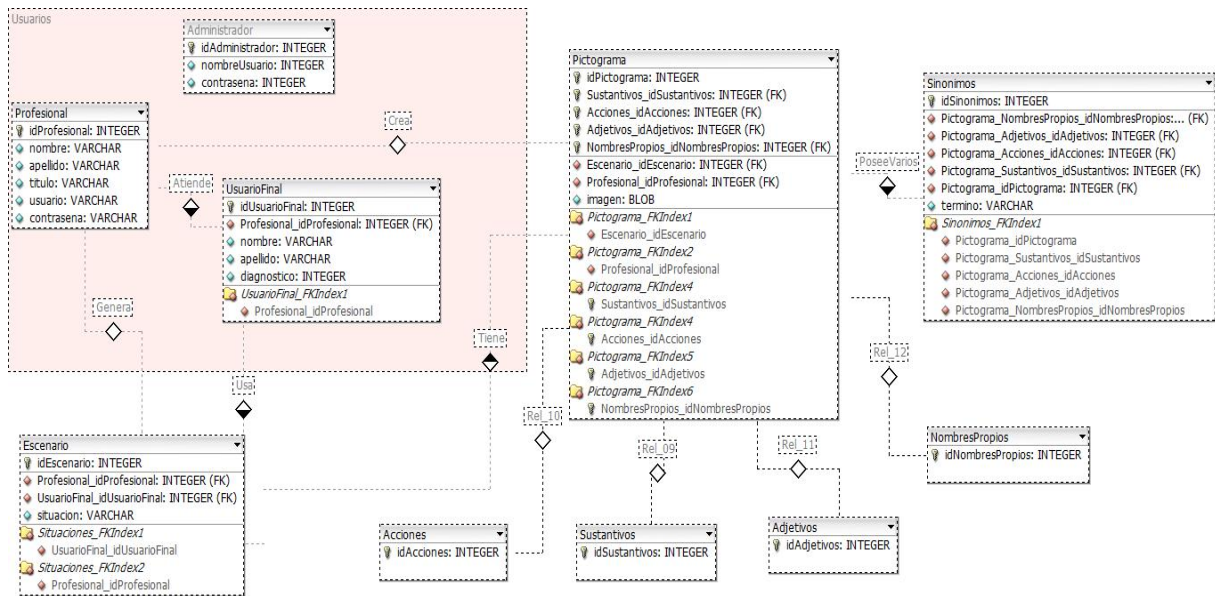 Usuarios
Administrador
idAdministrador: INTEGER
nombreUsuario: INTEGER
contrasena: INTEGER
Profesional
idProfesional: INTEGER
nombre: VARCHAR
apellido: VARCHAR
titulo: VARCHAR
usuario: VARCHAR
contrasena: VARCHAR
Atiende
UsuarioFinal
idUsuarioFinal: INTEGER
Profesional_idProfesional: INTEGER (FK)
nombre: VARCHAR
apellido: VARCHAR
diagnostico: INTEGER
UsuarioFinal_FKIndex1
Profesional_idProfesional
Crea
Genera
Usa
Tiene
Escenario
idEscenario: INTEGER
Profesional_idProfesional: INTEGER (FK)
UsuarioFinal_idUsuarioFinal: INTEGER (FK)
situacion: VARCHAR
Situaciones_FKIndex1
UsuarioFinal_idUsuarioFinal
Situaciones_FKIndex2
Profesional_idProfesional
Pictograma
idPictograma: INTEGER
Sustantivos_idSustantivos: INTEGER (FK)
Acciones_idAcciones: INTEGER (FK)
Adjetivos_idAdjetivos: INTEGER (FK)
NombresPropios_idNombresPropios: INTEGER (FK)
Escenario_idEscenario: INTEGER (FK)
Profesional_idProfesional: INTEGER (FK)
imagen: BLOB
Pictograma_FKIndex1
Escenario_idEscenario
Pictograma_FKIndex2
Profesional_idProfesional
Pictograma_FKIndex4
Sustantivos_idSustantivos
Pictograma_FKIndex4
Acciones_idAcciones
Pictograma_FKIndex5
Adjetivos_idAdjetivos
Pictograma_FKIndex6
NombresPropios_idNombresPropios
PoseeVarios
Sinonimos
idSinonimos: INTEGER
Pictograma_NombresPropios_idNombresPropios:... (FK)
Pictograma_Adjetivos_idAdjetivos: INTEGER (FK)
Pictograma_Acciones_idAcciones: INTEGER (FK)
Pictograma_Sustantivos_idSustantivos: INTEGER (FK)
Pictograma_idPictograma: INTEGER (FK)
termino: VARCHAR
Sinonimos_FKIndex1
Pictograma_idPictograma
Pictograma_Sustantivos_idSustantivos
Pictograma_Acciones_idAcciones
Pictograma_Adjetivos_idAdjetivos
Pictograma_NombresPropios_idNombresPropios
Rel_12
Rel_10
Rel_09
Rel_11
NombresPropios
idNombresPropios: INTEGER
Acciones
idAcciones: INTEGER
Sustantivos
idSustantivos: INTEGER
Adjetivos
idAdjetivos: INTEGER